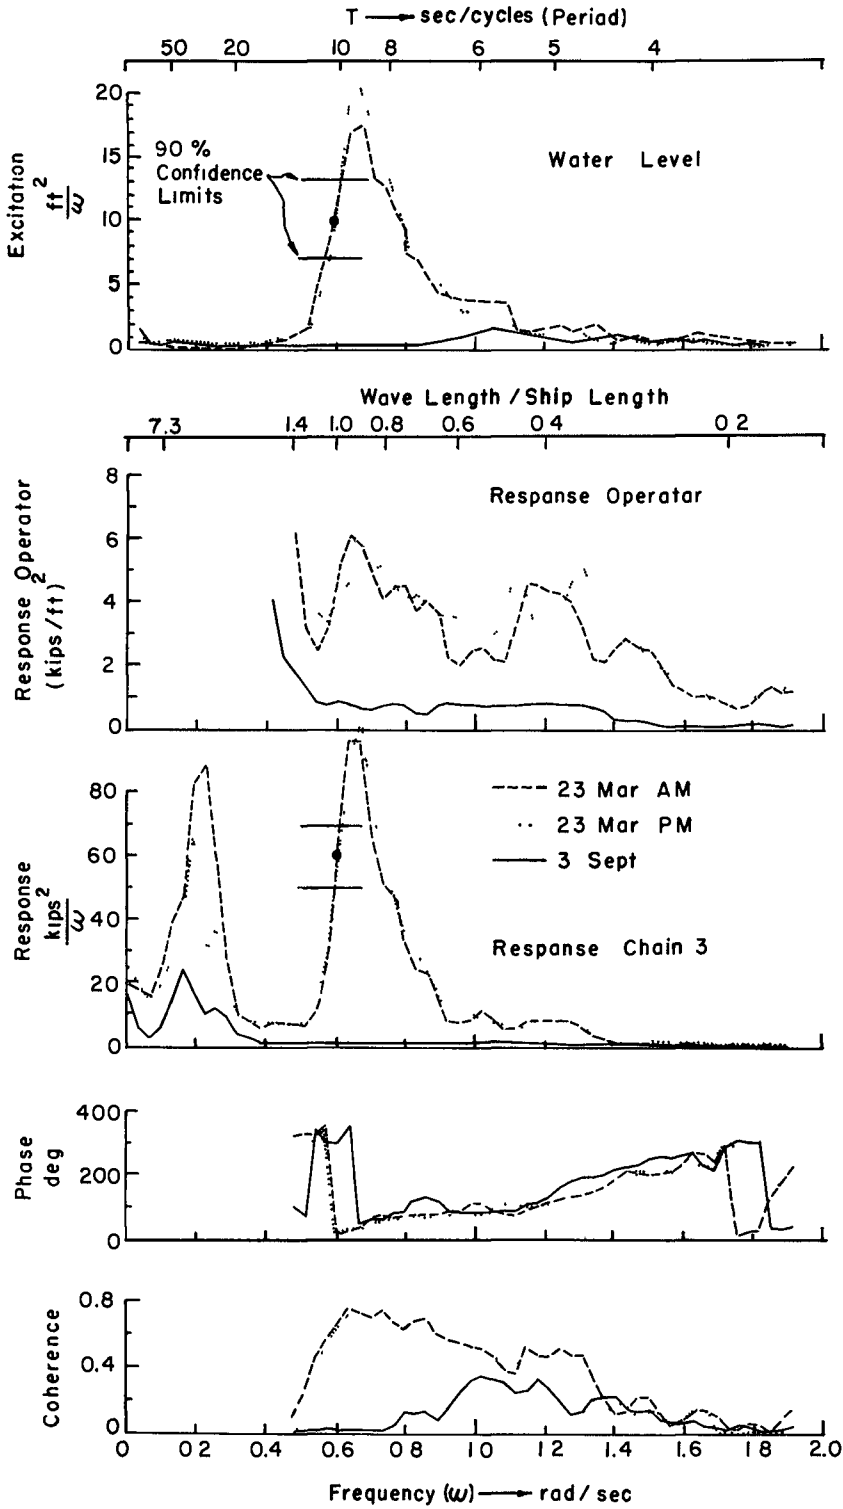 T → sec/cycles (Periad)
50 20 10 8 6 5 4
20
15
10
5
0
Excitation
ft²/ω
90 %
Confidence
Limits
Water Level
Wave Length / Ship Length
7.3 1.4 1.0 0.8 0.6 0 4 0 2
8
6
4
2
0
Response Operator
(kips/ft)²
Response Operatar
80
60
40
20
0
Response
kips²/ω
23 Mar AM
23 Mar PM
3 Sept
Response Chain 3
400
200
0
Phase
deg
0.8
0.4
0
Coherence
0 0 2 0.4 0.6 0 8 1 0 1 2 1.4 1.6 1 8 2.0
Frequency (ω) → rad/sec